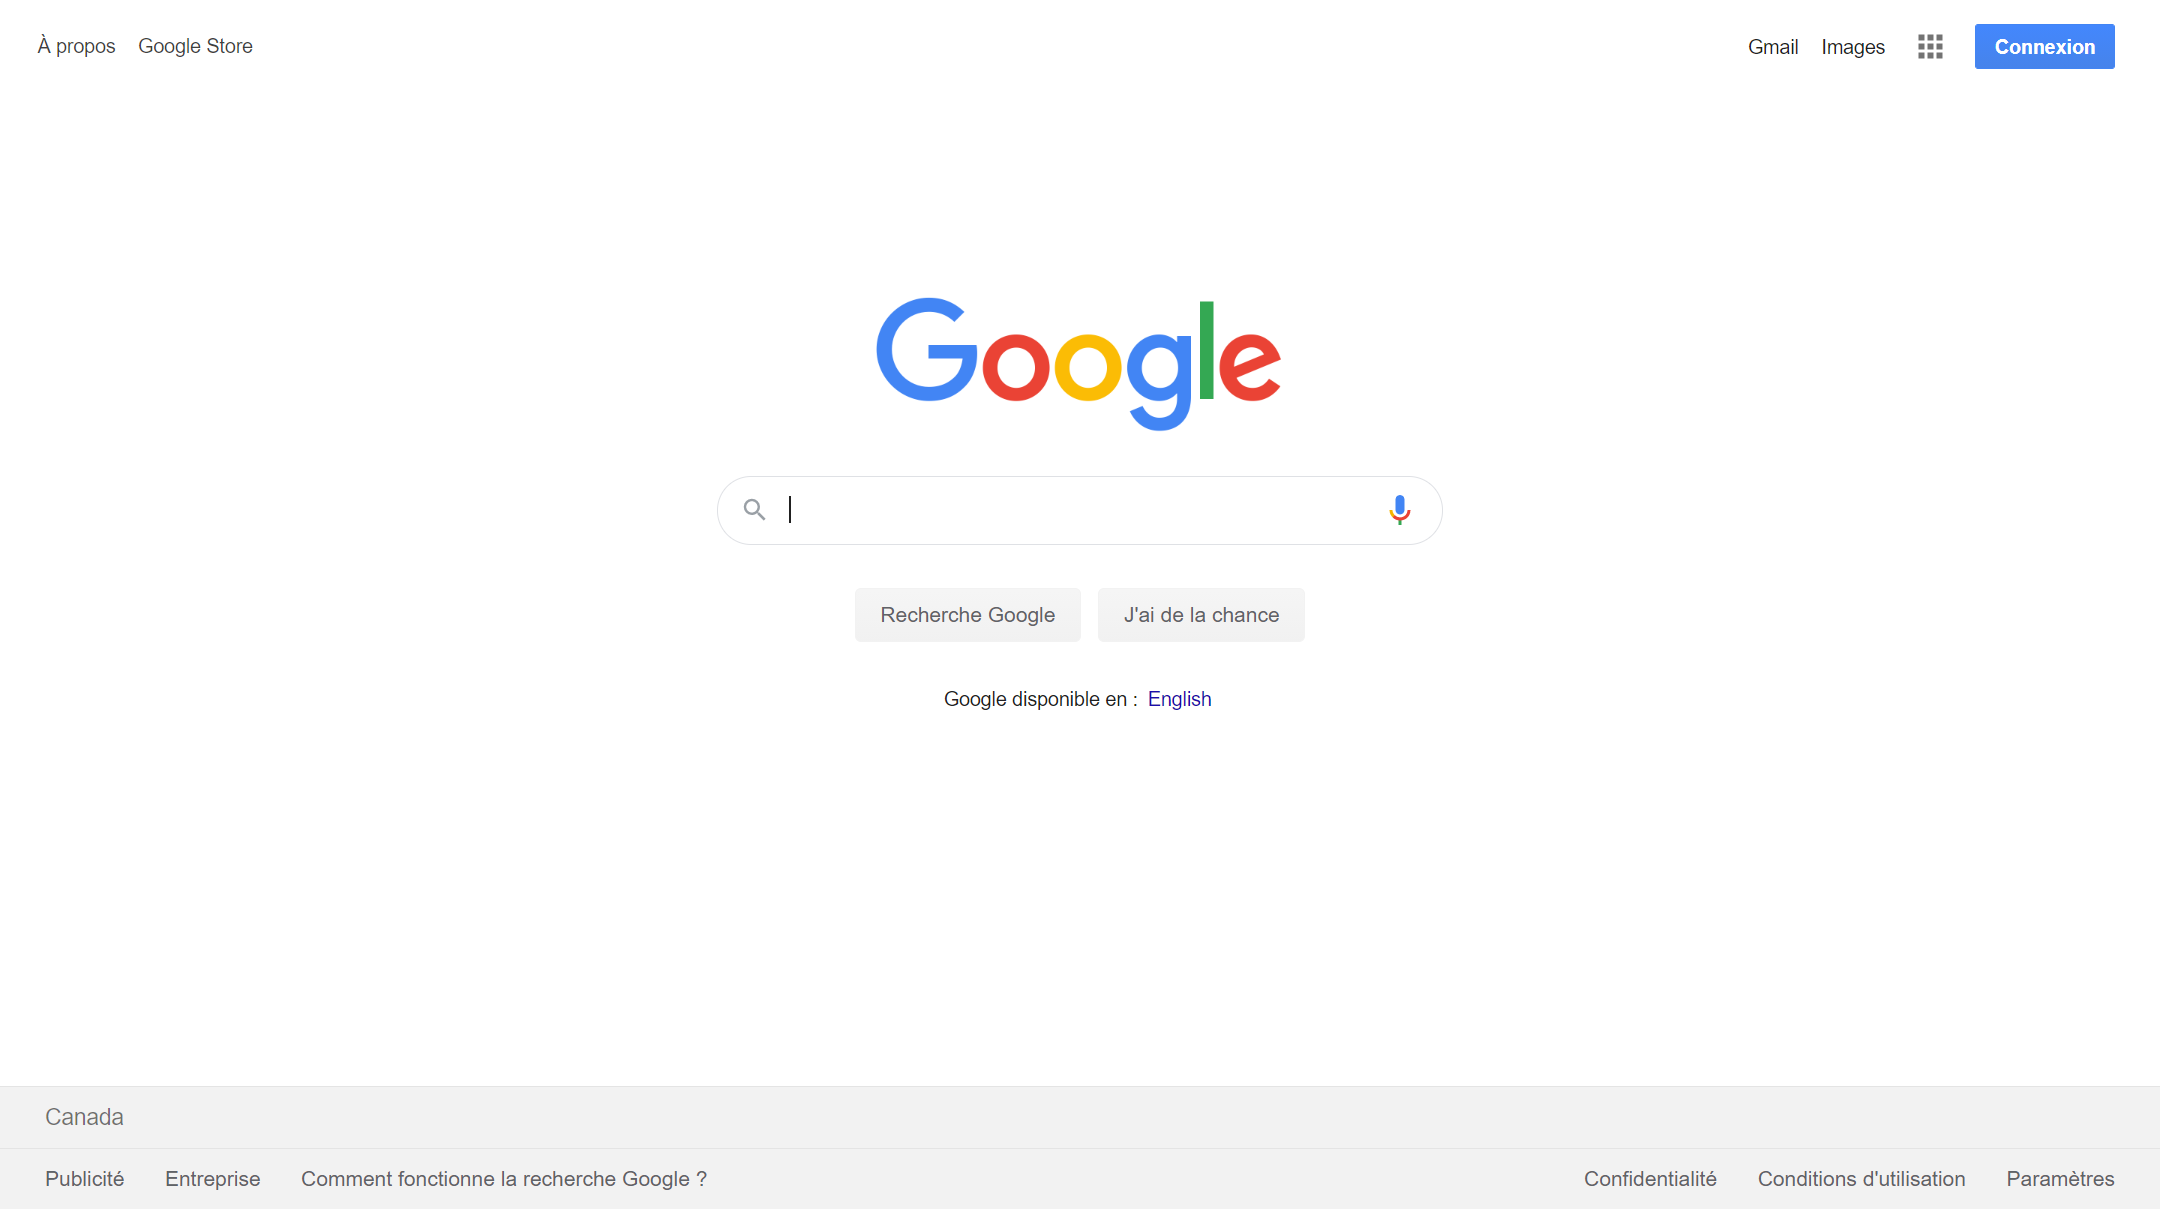 À propos Google Store
Gmail Images Connexion
Google
Recherche Google J'ai de la chance
Google disponible en : English
Canada
Publicité Entreprise Comment fonctionne la recherche Google ? Confidentialité Conditions d'utilisation Paramètres